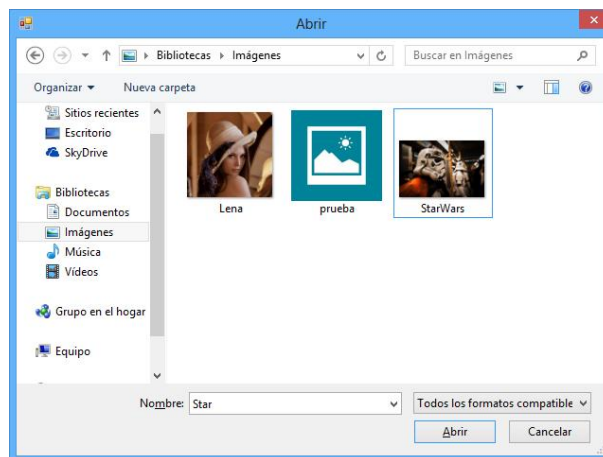 Abrir
Bibliotecas Imágenes
Buscar en Imágenes
Organizar Nueva carpeta
Sitios recientes
Escritorio
SkyDrive
Bibliotecas
Documentos
Imágenes
Música
Vídeos
Grupo en el hogar
Equipo
Lena prueba StarWars
Nombre: Star
Todos los formatos compatible
Abrir Cancelar